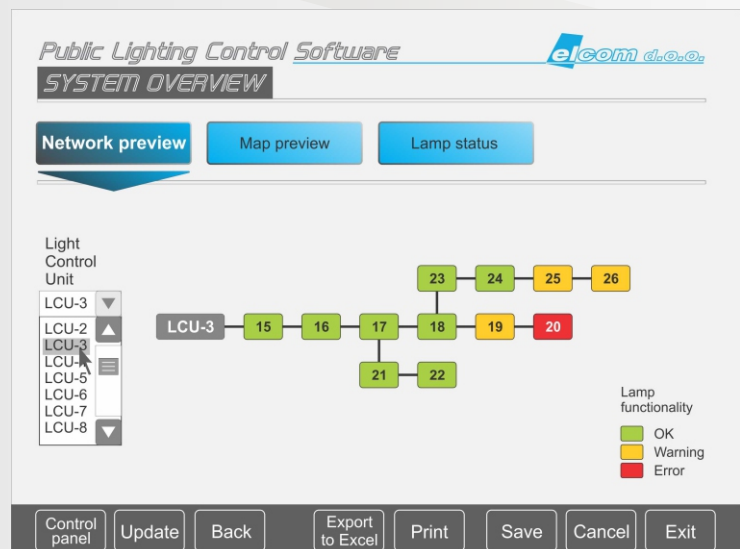 Public Lighting Control Software
elcom d.o.o.
SYSTEM OVERVIEW
Network preview
Map preview
Lamp status
Light
Control
Unit
LCU-3
LCU-2
LCU-3
LCU-5
LCU-6
LCU-7
LCU-8
23 24 25 26
LCU-3 15 16 17 18 19 20
21 22
Lamp
functionality
OK
Warning
Error
Control
panel
Update
Back
Export
to Excel
Print
Save
Cancel
Exit